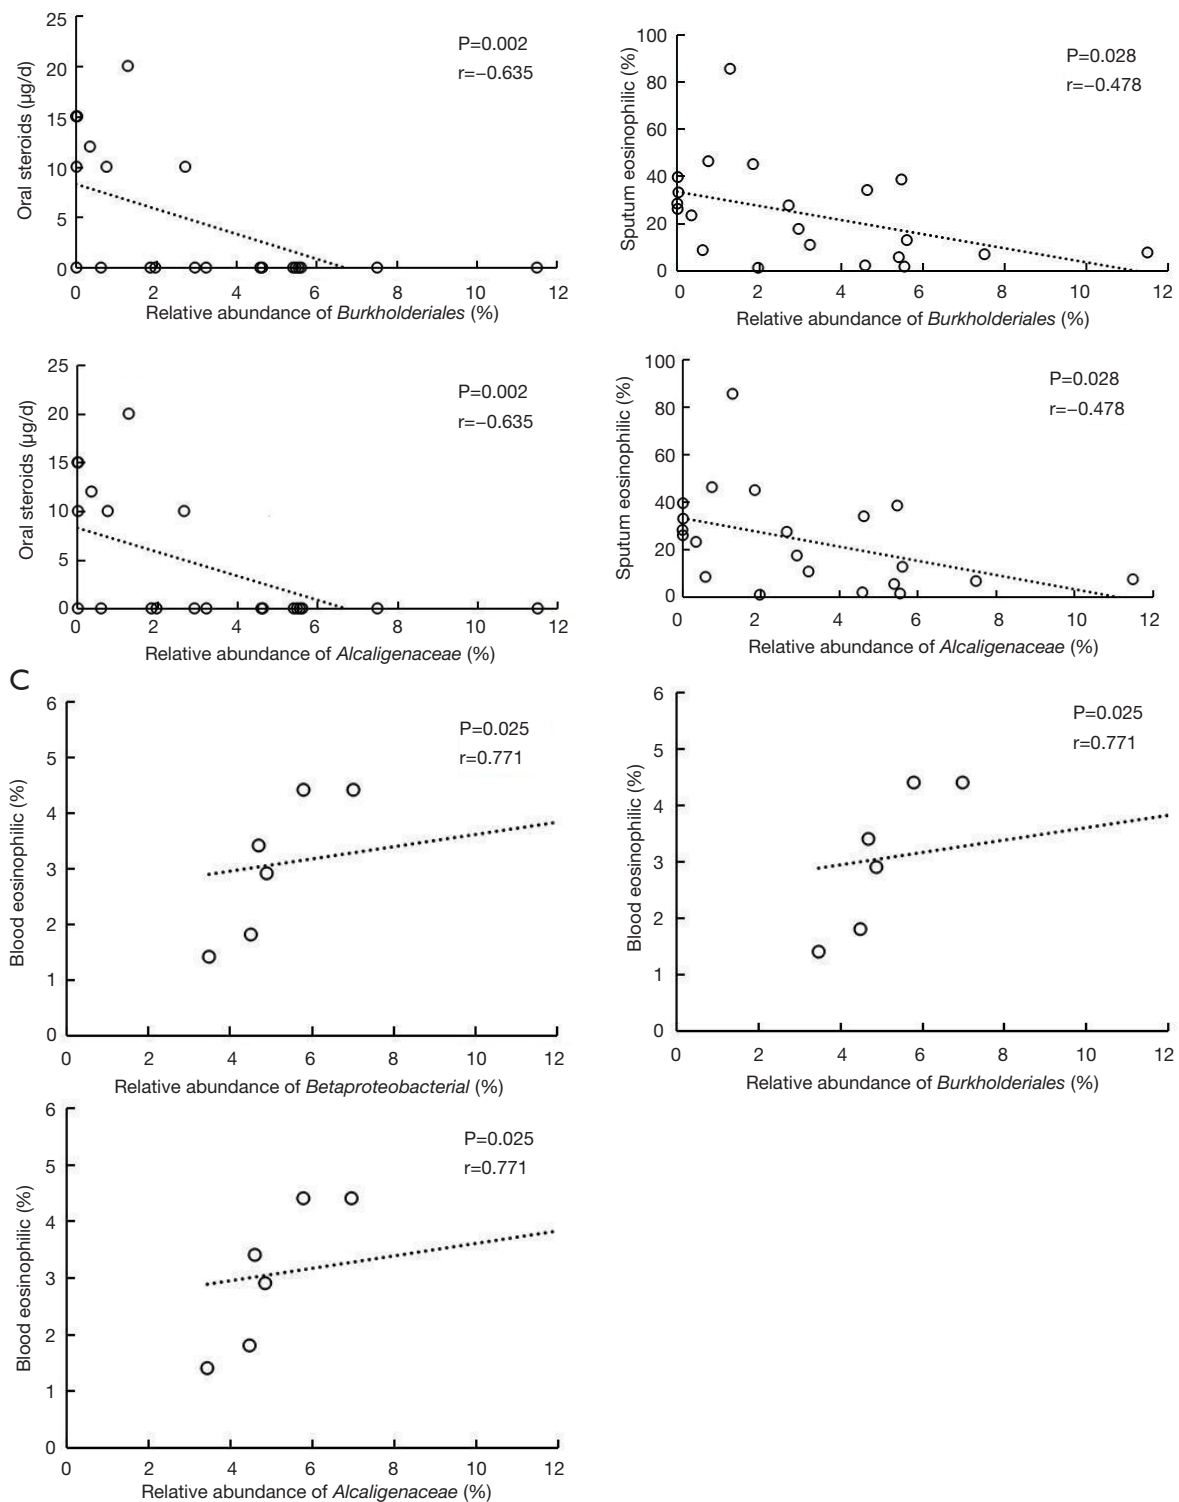 25
20
15
10
5
0
Oral steroids (µg/d)
P=0.002
r=−0.635
0 2 4 6 8 10 12
Relative abundance of Burkholderiales (%)
100
80
60
40
20
0
Sputum eosinophilic (%)
P=0.028
r=−0.478
0 2 4 6 8 10 12
Relative abundance of Burkholderiales (%)
25
20
15
10
5
0
Oral steroids (µg/d)
P=0.002
r=−0.635
0 2 4 6 8 10 12
Relative abundance of Alcaligenaceae (%)
100
80
60
40
20
0
Sputum eosinophilic (%)
P=0.028
r=−0.478
0 2 4 6 8 10 12
Relative abundance of Alcaligenaceae (%)
C
6
5
4
3
2
1
0
Blood eosinophilic (%)
P=0.025
r=0.771
0 2 4 6 8 10 12
Relative abundance of Betaproteobacterial (%)
6
5
4
3
2
1
0
Blood eosinophilic (%)
P=0.025
r=0.771
0 2 4 6 8 10 12
Relative abundance of Burkholderiales (%)
6
5
4
3
2
1
0
Blood eosinophilic (%)
P=0.025
r=0.771
0 2 4 6 8 10 12
Relative abundance of Alcaligenaceae (%)